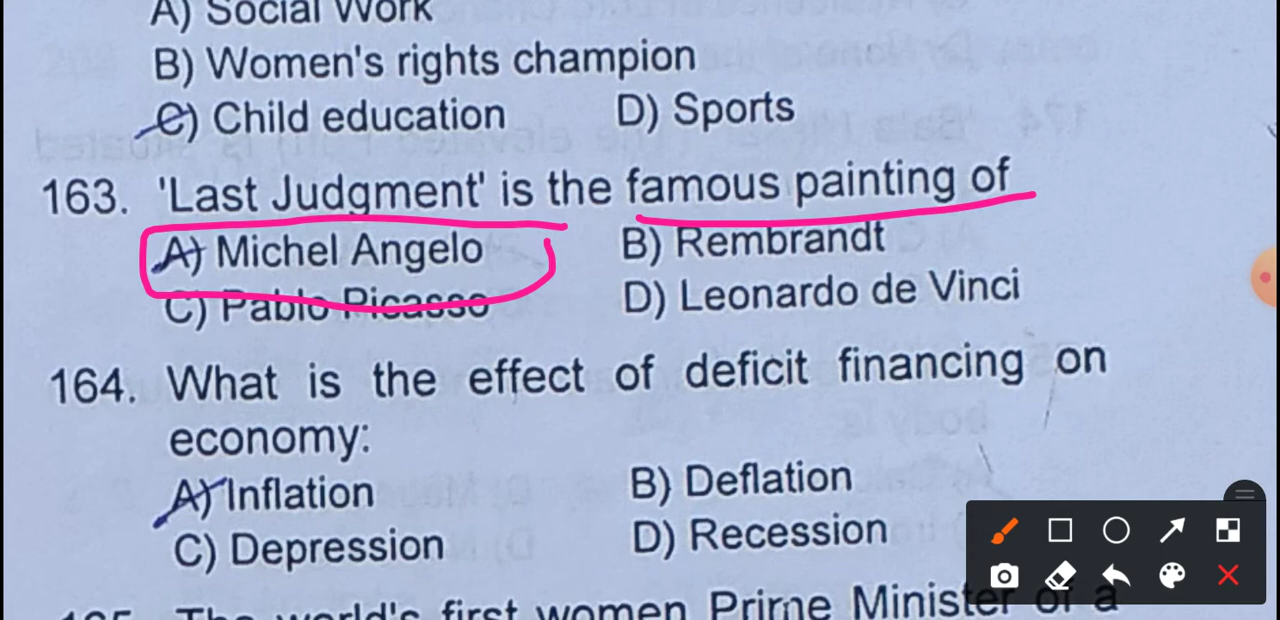 A) Social Work
B) Women's rights champion
C) Child education D) Sports
163. 'Last Judgment' is the famous painting of
A) Michel Angelo B) Rembrandt
C) Pablo Picasso D) Leonardo de Vinci
164. What is the effect of deficit financing on
economy:
A) Inflation B) Deflation
C) Depression D) Recession
165. The world's first women Prime Minister of a